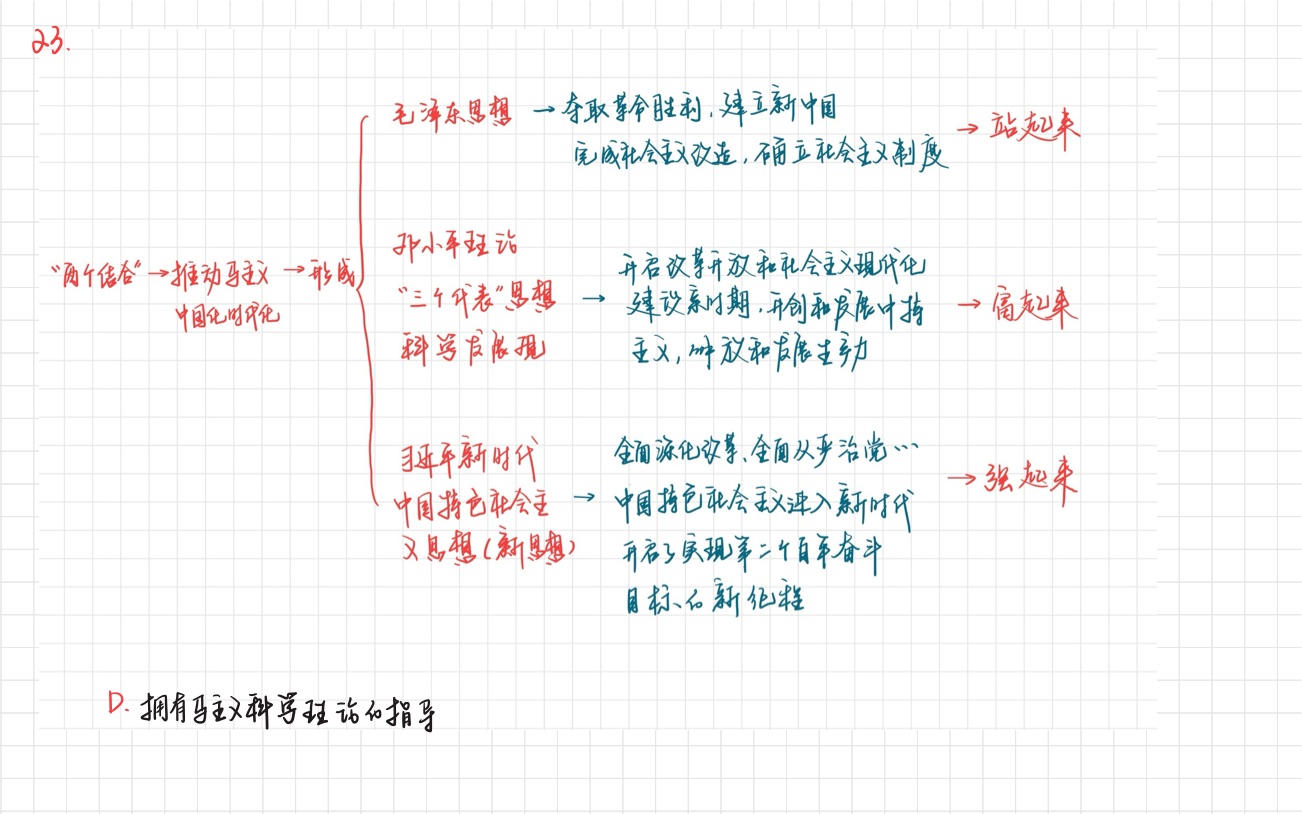 23.
毛泽东思想 → 夺取革命胜利,建立新中国
完成社会主义改造,确立社会主义制度 → 站起来
"两个结合" → 推动马主义 → 形成
中国化时代化
邓小平理论
"三个代表"思想
科学发展观
→ 开启改革开放和社会主义现代化
建设新时期,开创和发展中特
主义,解放和发展生产力
→ 富起来
习近平新时代
中国特色社会主
义思想(新思想)
→ 全面深化改革、全面从严治党…
中国特色社会主义进入新时代
开启了实现第二个百年奋斗
目标的新征程
→ 强起来
D. 拥有马主义科学理论的指导